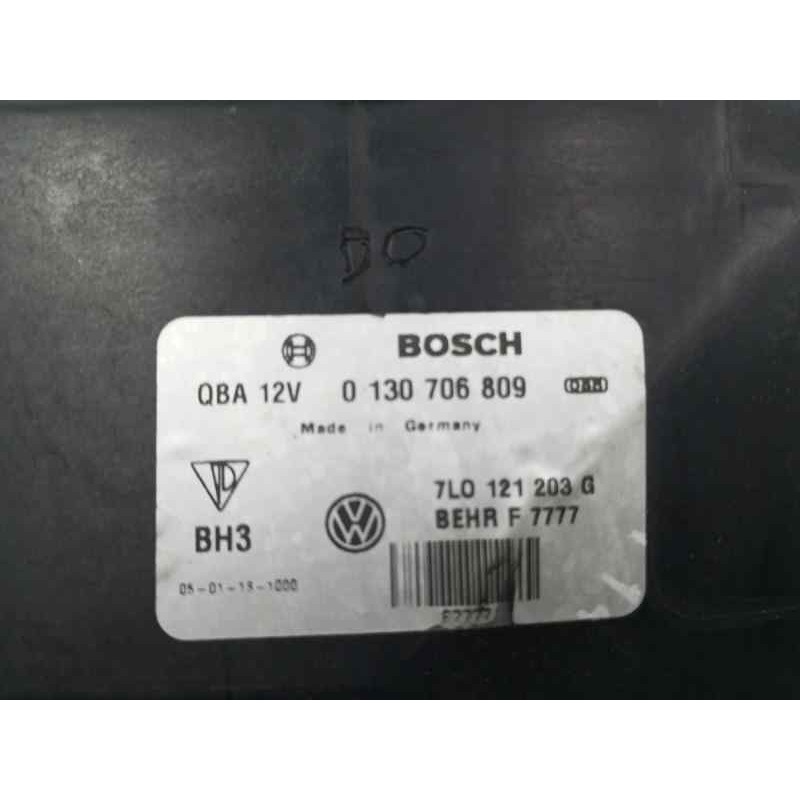 BO
BOSCH
QBA 12V 0 130 706 809
Made in Germany
7L0 121 203 G
BEHR F 7777
BH3
05-01-13-1000
F7777